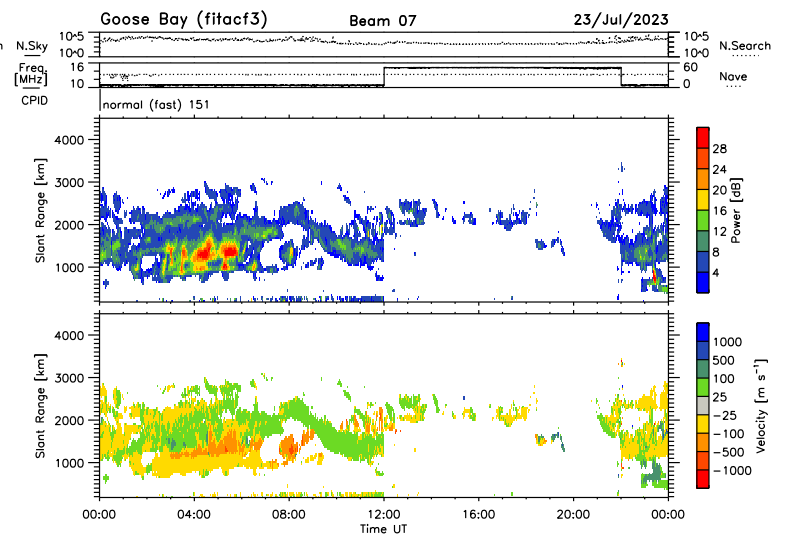 Goose Bay (fitacf3) Beam 07 23/Jul/2023
n N.Sky 10^5 10^0 10^5 10^0 N.Search
Freq. [MHz] 16 10 60 0 Nave
CPID normal (fast) 151
Slant Range [km] 4000 3000 2000 1000
Power [dB] 28 24 20 16 12 8 4
Slant Range [km] 4000 3000 2000 1000
Velocity [m s⁻¹] 1000 500 100 25 −25 −100 −500 −1000
00:00 04:00 08:00 12:00 16:00 20:00 00:00
Time UT